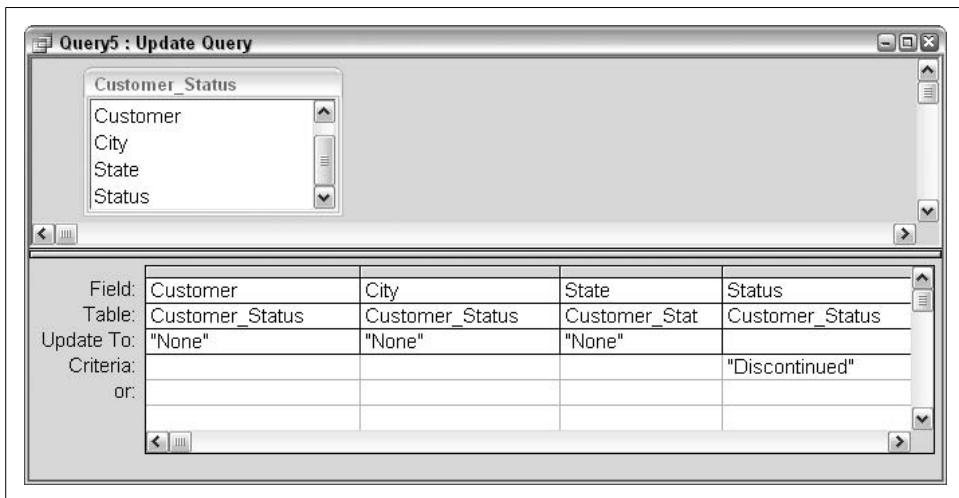 Query5 : Update Query
Customer_Status
Customer
City
State
Status
Field: Customer City State Status
Table: Customer_Status Customer_Status Customer_Stat Customer_Status
Update To: "None" "None" "None"
Criteria: "Discontinued"
or: